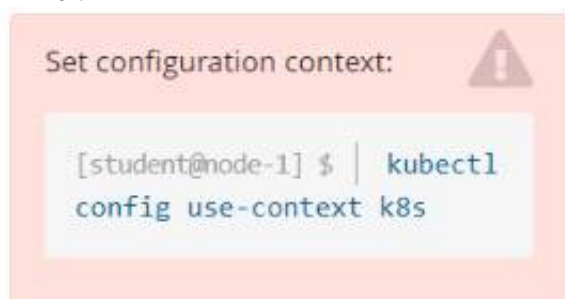 Set configuration context:
[student@node-1] $ | kubectl
config use-context k8s